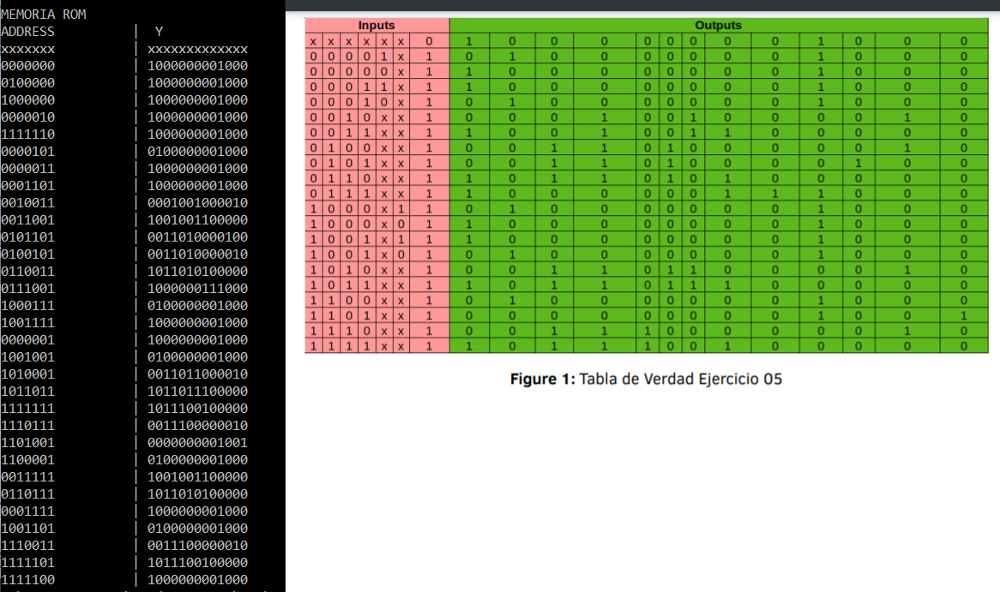 MEMORIA ROM
ADDRESS | Y
xxxxxxx | xxxxxxxxxxxxx
0000000 | 1000000001000
0100000 | 1000000001000
1000000 | 1000000001000
0000010 | 1000000001000
1111110 | 1000000001000
0000101 | 0100000001000
0000011 | 1000000001000
0001101 | 1000000001000
0010011 | 0001001000010
0011001 | 1001001100000
0101101 | 0011010000100
0100101 | 0011010000010
0110011 | 1011010100000
0111001 | 1000000111000
1000111 | 0100000001000
1001111 | 1000000001000
0000001 | 1000000001000
1001001 | 0100000001000
1010001 | 0011011000010
1011011 | 1011011100000
1111111 | 1011100100000
1110111 | 0011100000010
1101001 | 0000000001001
1100001 | 0100000001000
0011111 | 1001001100000
0110111 | 1011010100000
0001111 | 1000000001000
1001101 | 0100000001000
1110011 | 0011100000010
1111101 | 1011100100000
1111100 | 1000000001000
Inputs Outputs
x x x x x x 0 1 0 0 0 0 0 0 0 0 1 0 0 0
0 0 0 0 1 x 1 0 1 0 0 0 0 0 0 0 1 0 0 0
0 0 0 0 0 x 1 1 0 0 0 0 0 0 0 0 1 0 0 0
0 0 0 1 1 x 1 1 0 0 0 0 0 0 0 0 1 0 0 0
0 0 0 1 0 x 1 0 1 0 0 0 0 0 0 0 1 0 0 0
0 0 1 0 x x 1 0 0 0 1 0 0 1 0 0 0 0 1 0
0 0 1 1 x x 1 1 0 0 1 0 0 1 1 0 0 0 0 0
0 1 0 0 x x 1 0 0 1 1 0 1 0 0 0 0 0 1 0
0 1 0 1 x x 1 0 0 1 1 0 1 0 0 0 0 1 0 0
0 1 1 0 x x 1 1 0 1 1 0 1 0 1 0 0 0 0 0
0 1 1 1 x x 1 1 0 0 0 0 0 0 1 1 1 0 0 0
1 0 0 0 x 1 1 0 1 0 0 0 0 0 0 0 1 0 0 0
1 0 0 0 x 0 1 1 0 0 0 0 0 0 0 0 1 0 0 0
1 0 0 1 x 1 1 1 0 0 0 0 0 0 0 0 1 0 0 0
1 0 0 1 x 0 1 0 1 0 0 0 0 0 0 0 1 0 0 0
1 0 1 0 x x 1 0 0 1 1 0 1 1 0 0 0 0 1 0
1 0 1 1 x x 1 1 0 1 1 0 1 1 1 0 0 0 0 0
1 1 0 0 x x 1 0 1 0 0 0 0 0 0 0 1 0 0 0
1 1 0 1 x x 1 0 0 0 0 0 0 0 0 0 1 0 0 1
1 1 1 0 x x 1 0 0 1 1 1 0 0 0 0 0 0 1 0
1 1 1 1 x x 1 1 0 1 1 1 0 0 1 0 0 0 0 0
Figure 1: Tabla de Verdad Ejercicio 05